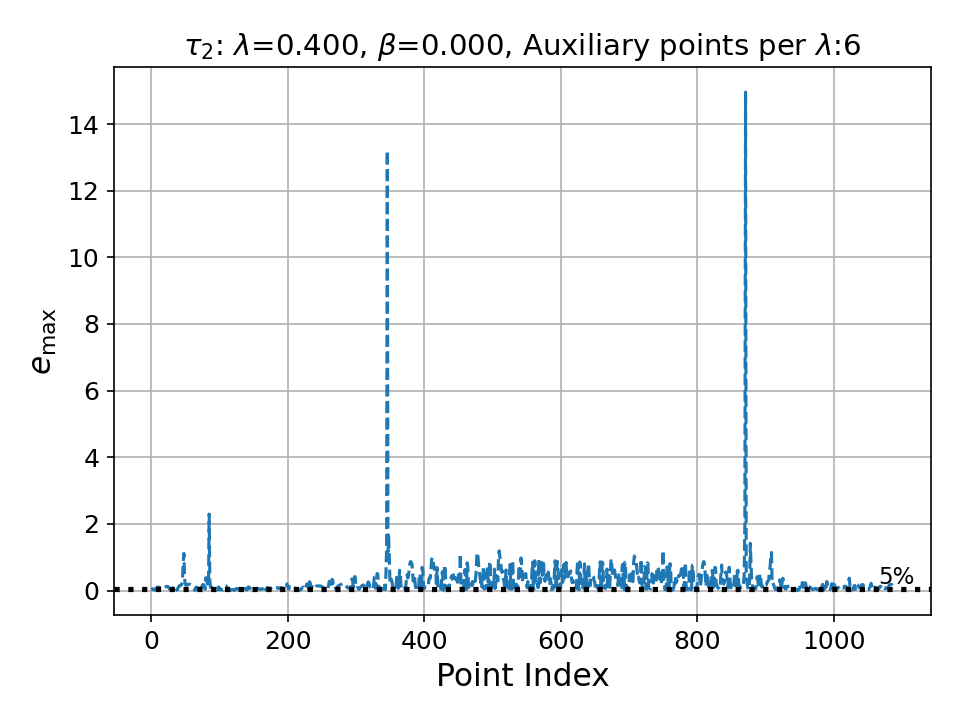 τ₂: λ=0.400, β=0.000, Auxiliary points per λ:6
e_max
14
12
10
8
6
4
2
0
5%
0 200 400 600 800 1000
Point Index